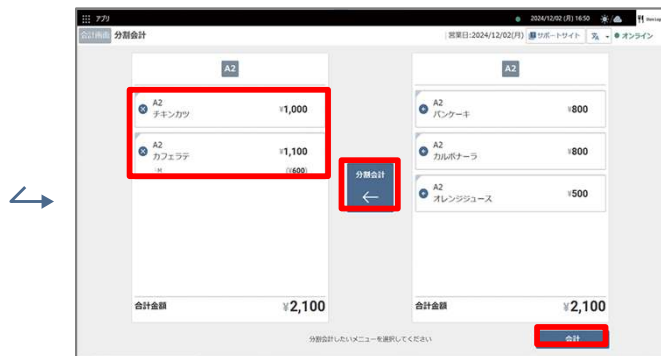 アプリ
2024/12/02 (月) 16:50
会計画面 分割会計
営業日:2024/12/02(月) サポートサイト オンライン
A2
A2
チキンカツ
¥1,000
A2
カフェラテ
¥1,100
M
(¥600)
合計金額
¥2,100
分割会計
A2
A2
パンケーキ
¥800
A2
カルボナーラ
¥800
A2
オレンジジュース
¥500
合計金額
¥2,100
分割会計したいメニューを選択してください
会計